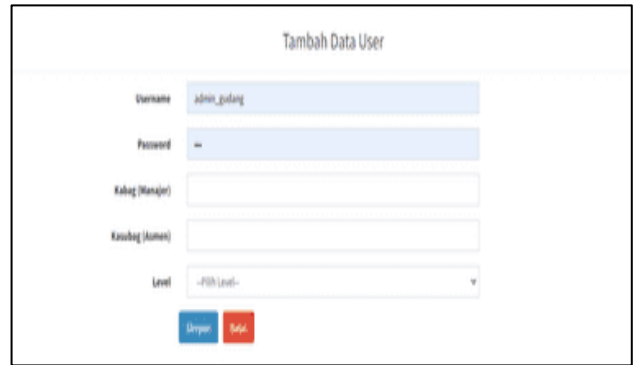 Tambah Data User
Username admin_gudang
Password
Kabag (Manajer)
Kasubag (Asmen)
Level --Pilih Level--
Simpan Batal